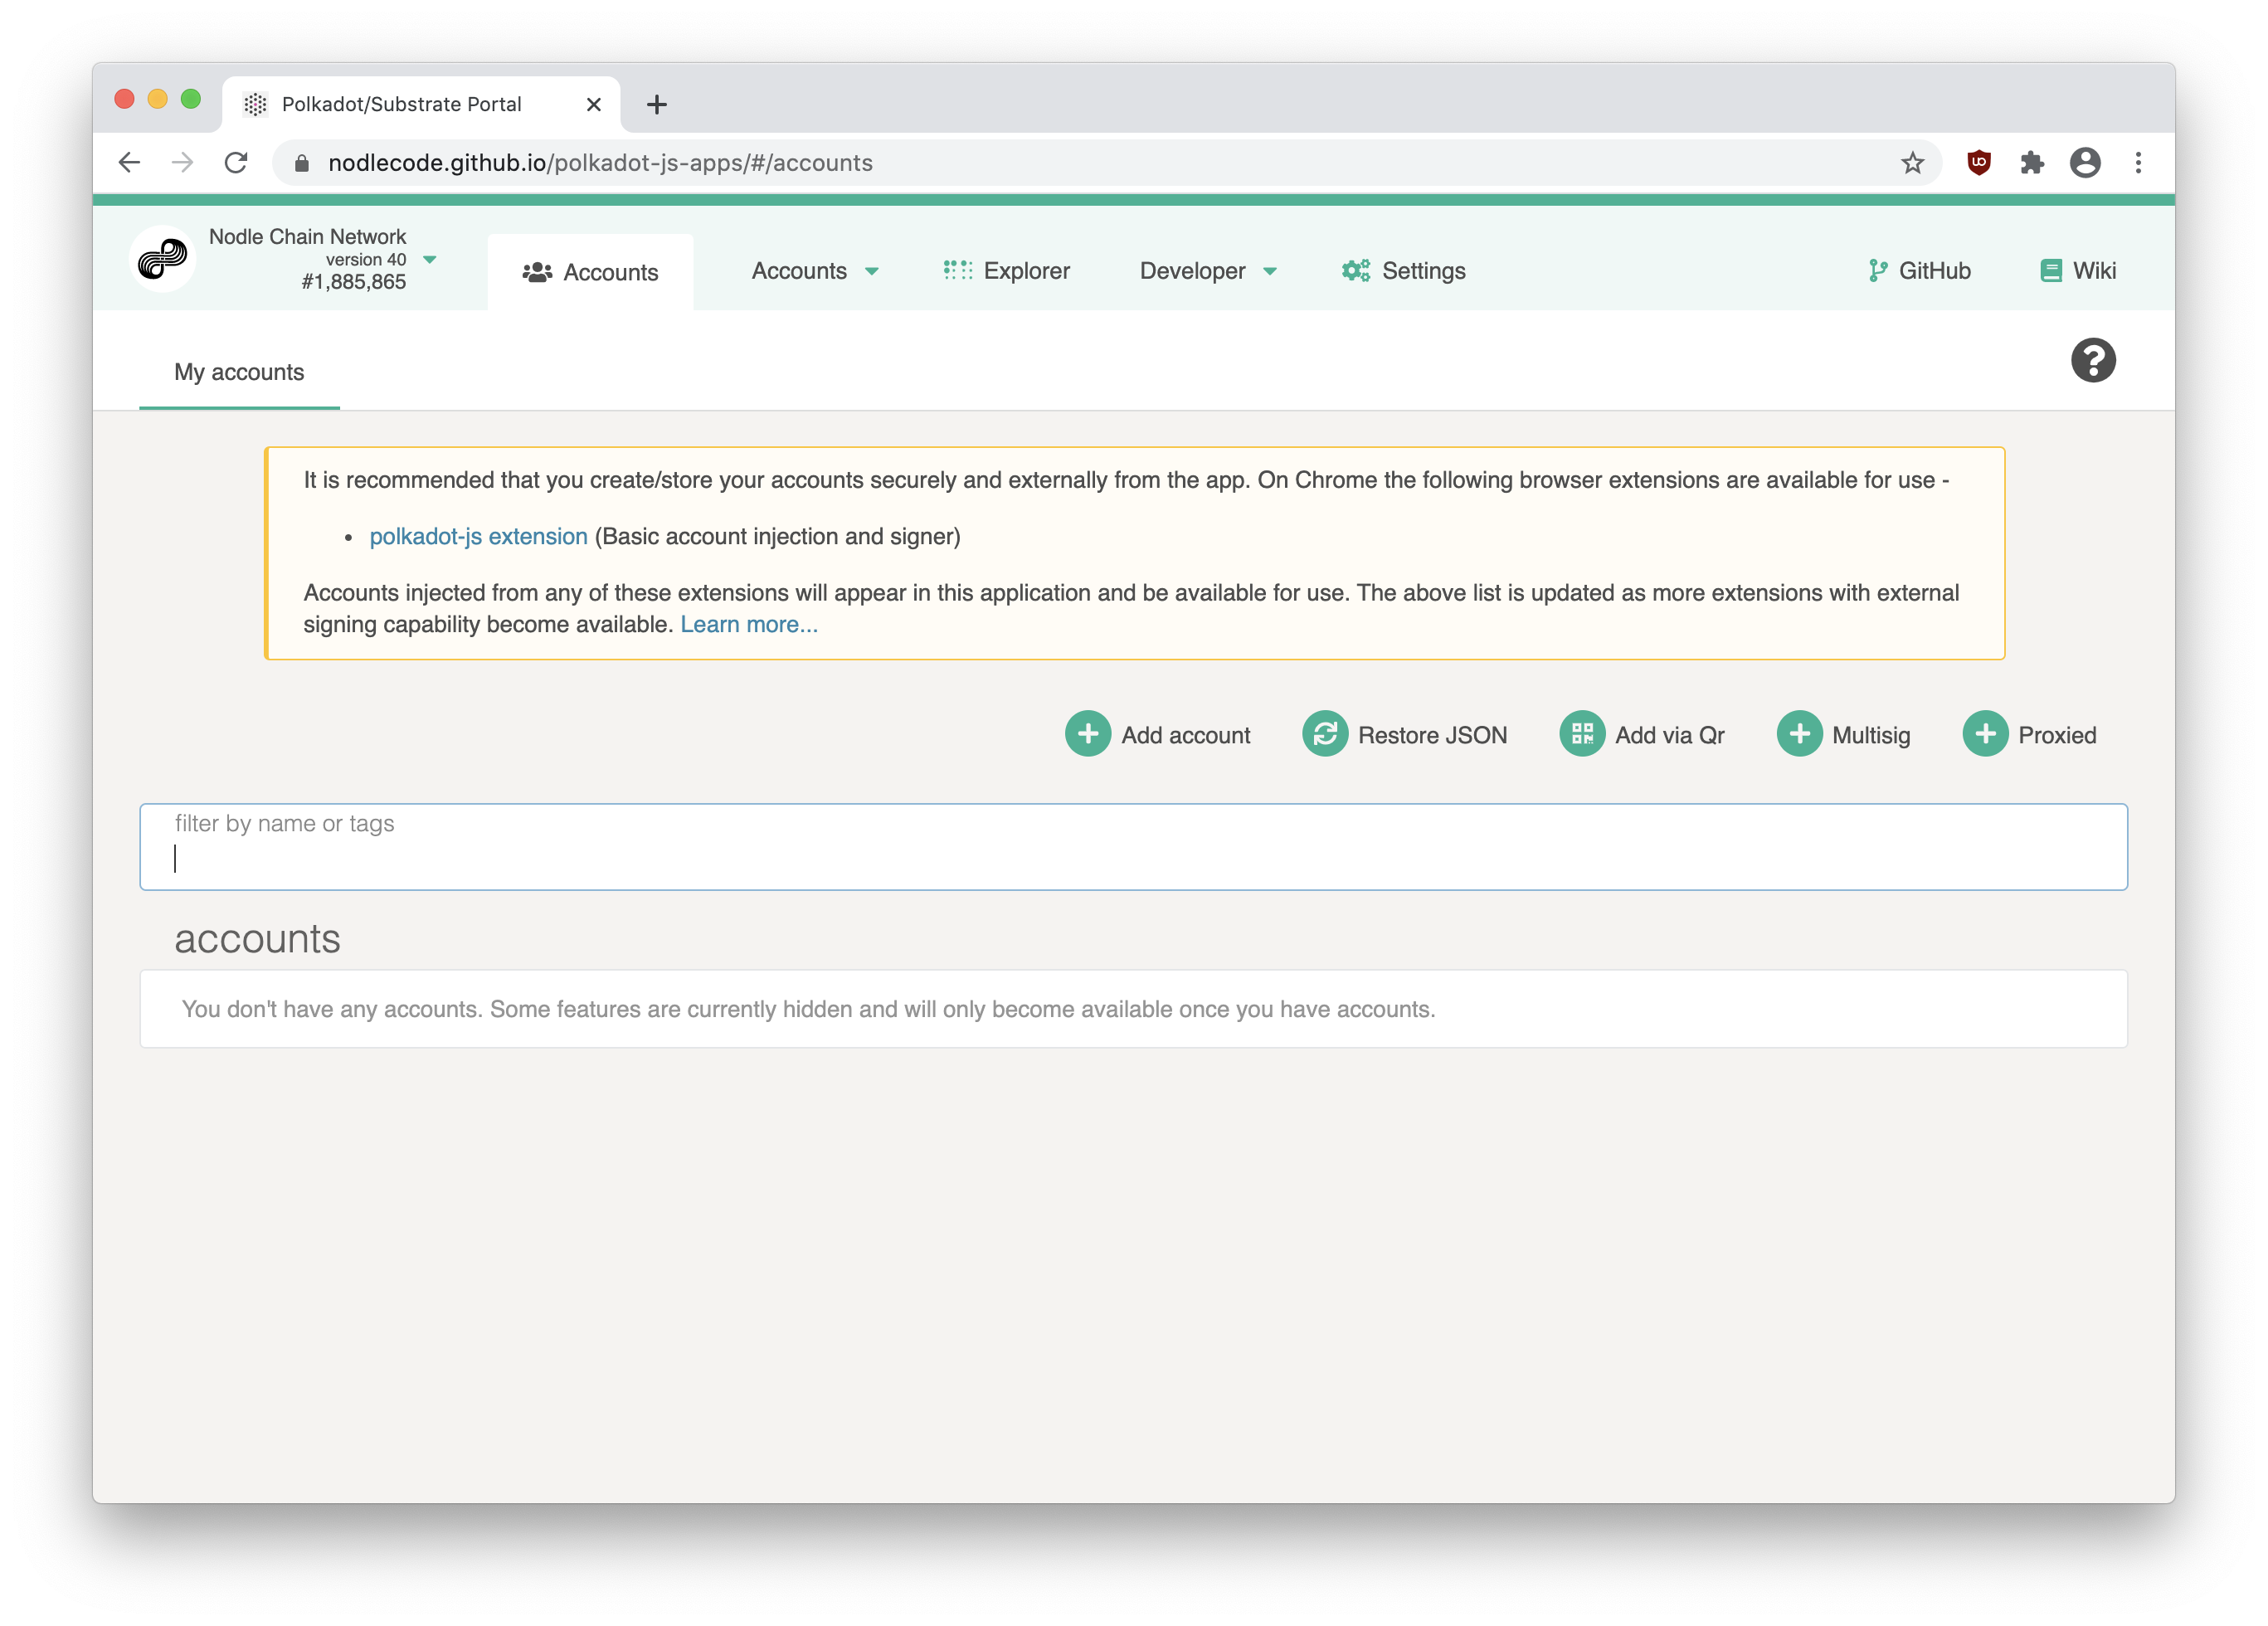 Polkadot/Substrate Portal
nodlecode.github.io/polkadot-js-apps/#/accounts
Nodle Chain Network
version 40
#1,885,865
Accounts
Accounts
Explorer
Developer
Settings
GitHub
Wiki
My accounts
It is recommended that you create/store your accounts securely and externally from the app. On Chrome the following browser extensions are available for use -
• polkadot-js extension (Basic account injection and signer)
Accounts injected from any of these extensions will appear in this application and be available for use. The above list is updated as more extensions with external
signing capability become available. Learn more...
Add account
Restore JSON
Add via Qr
Multisig
Proxied
filter by name or tags
accounts
You don't have any accounts. Some features are currently hidden and will only become available once you have accounts.